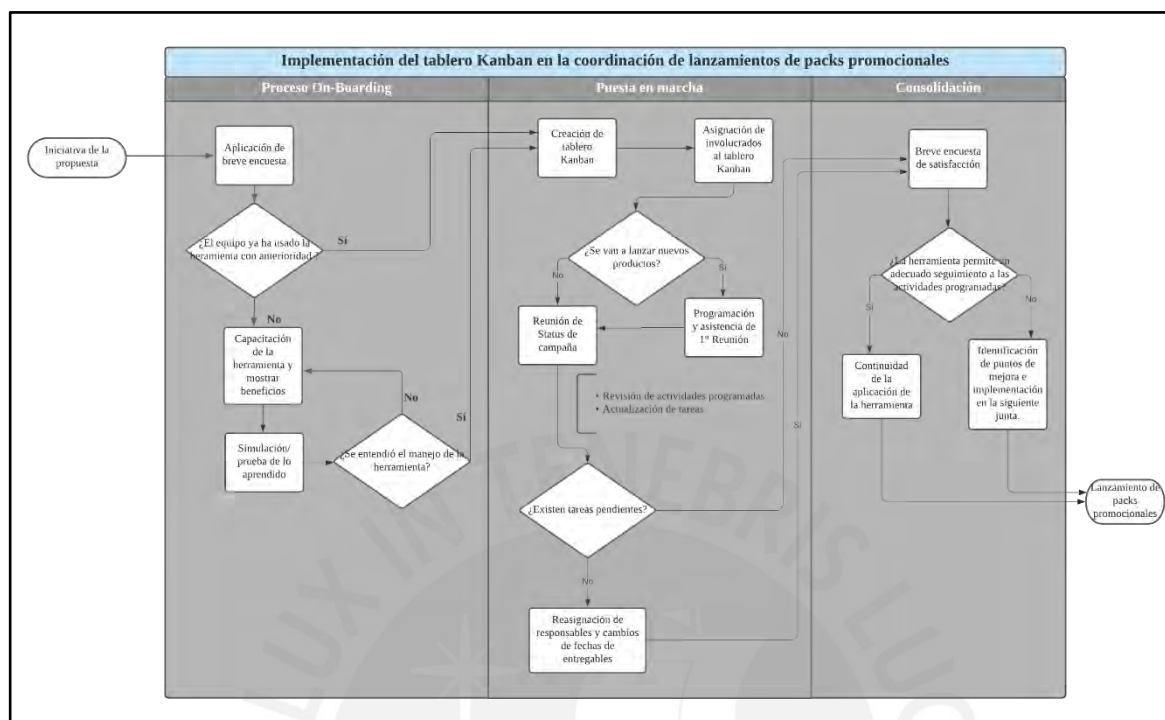 Implementación del tablero Kanban en la coordinación de lanzamientos de packs promocionales
Proceso On-Boarding
Puesta en marcha
Consolidación
Iniciativa de la
propuesta
Aplicación de
breve encuesta
¿El equipo ya ha usado la
heramienta con anterioridad ?
Sí
No
Capacitación
de la
herramienta y
mostrar
beneficios
Simulación/
prueba de lo
aprendido
¿Se entendió el manejo de la
herramienta?
No
Sí
Creación de
tablero
Kanban
Asignación de
involucrados
al tablero
Kanban
¿Se van a lanzar nuevos
productos?
No
Sí
Reunión de
Status de
campaña
Programación
y asistencia de
1° Reunión
• Revisión de actividades programadas
• Actualización de tareas
¿Existen tareas pendientes?
No
No
Sí
Reasignación de
responsables y cambios
de fechas de
entregables
Breve encuesta
de satisfacción
¿La herramienta permite un
adecuado seguimiento a las
actividades programadas?
Sí
No
Continuidad
de la
aplicación de
la herramienta
Identificación
de puntos de
mejora e
implementación
en la siguiente
junta.
Lanzamiento de
packs
promocionales
LUX IN TENEBRIS LUC